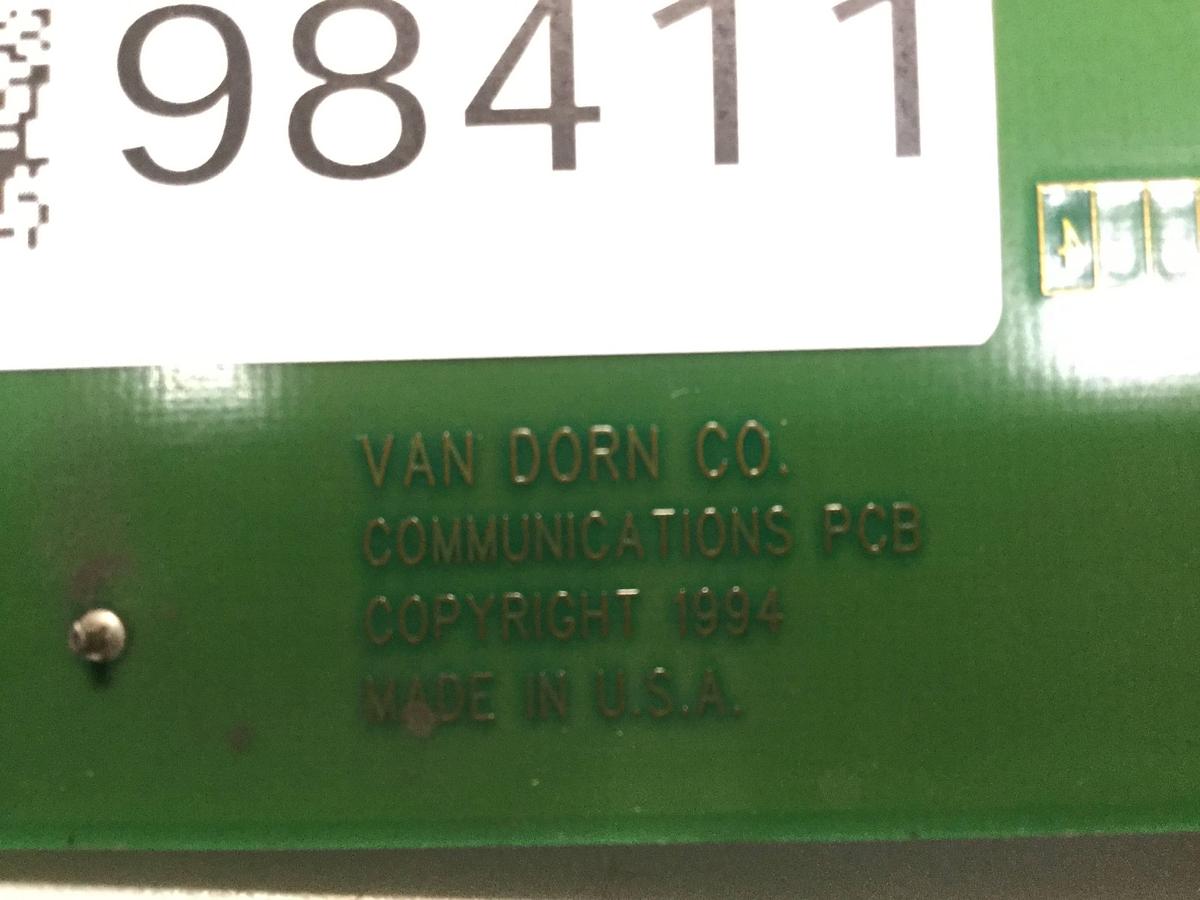 98411
VAN DORN CO.
COMMUNICATIONS PCB
COPYRIGHT 1994
MADE IN U.S.A.